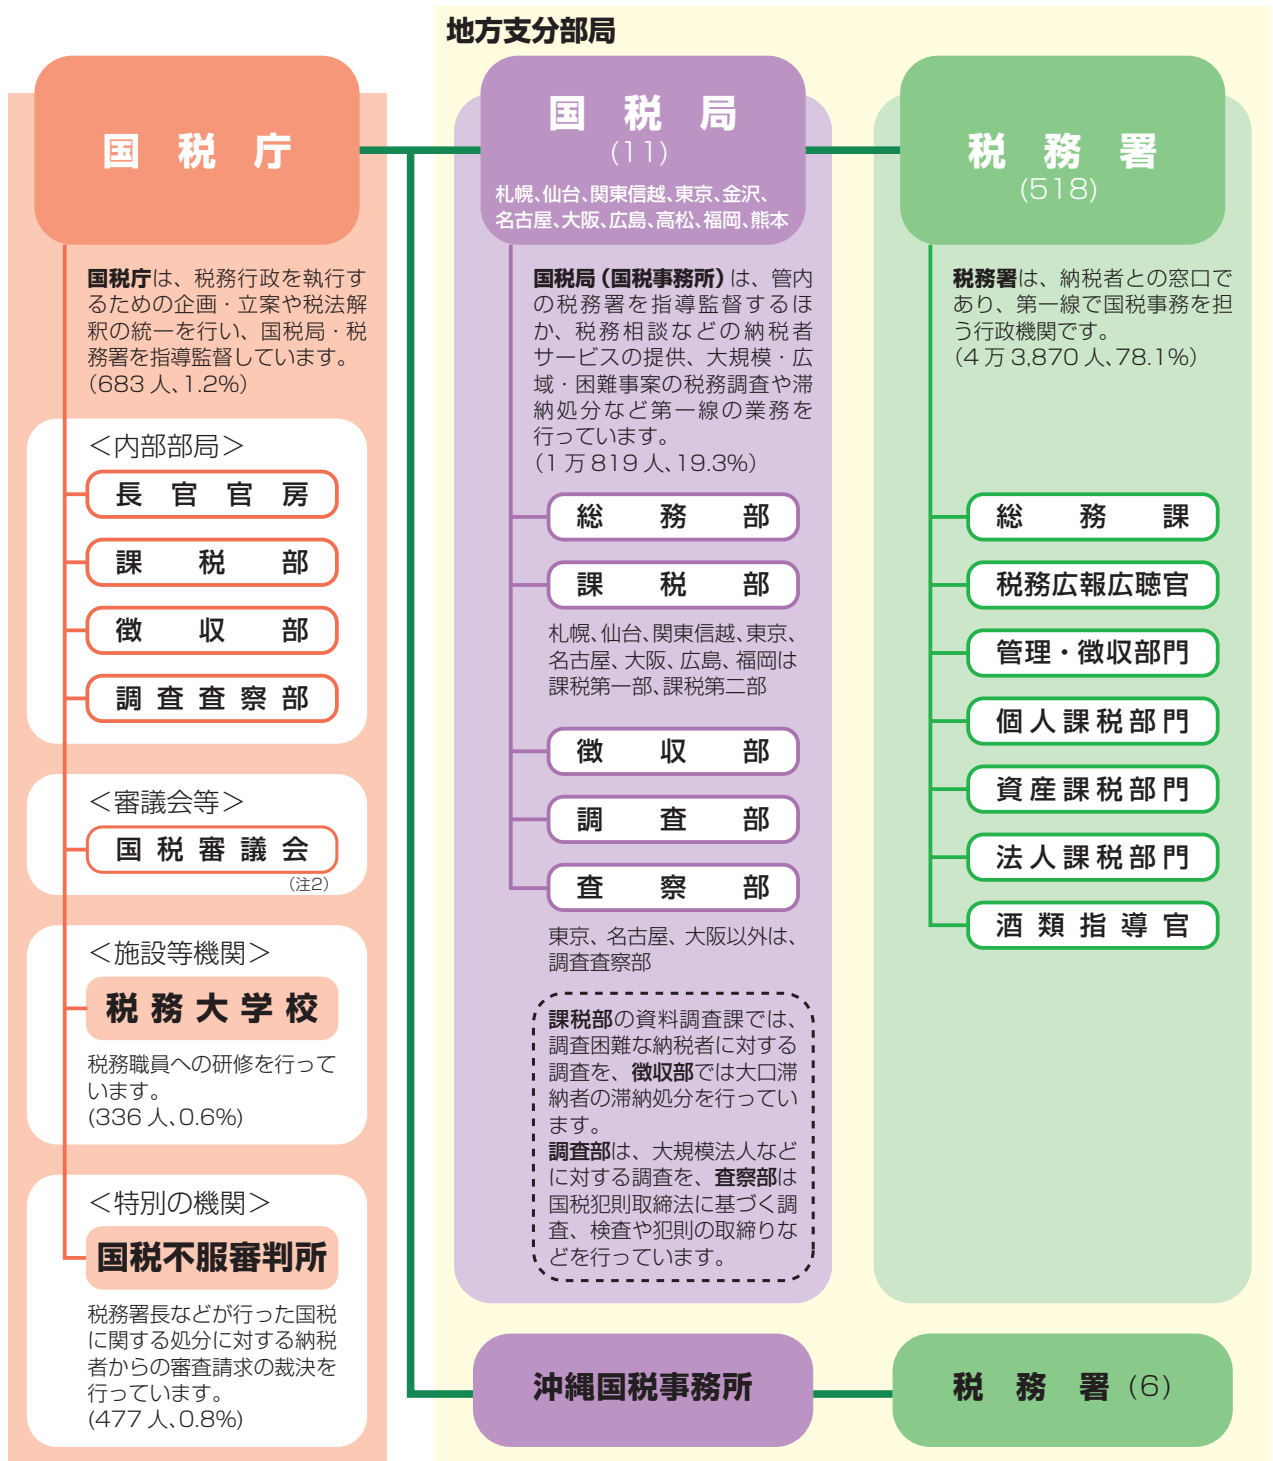 地方支分部局
国税庁
国税庁は、税務行政を執行す
るための企画・立案や税法解
釈の統一を行い、国税局・税
務署を指導監督しています。
(683人、1.2%)
＜内部部局＞
長官官房
課税部
徴収部
調査査察部
＜審議会等＞
国税審議会
(注2)
＜施設等機関＞
税務大学校
税務職員への研修を行って
います。
(336人、0.6%)
＜特別の機関＞
国税不服審判所
税務署長などが行った国税
に関する処分に対する納税
者からの審査請求の裁決を
行っています。
(477人、0.8%)
国税局
(11)
札幌、仙台、関東信越、東京、金沢、
名古屋、大阪、広島、高松、福岡、熊本
国税局（国税事務所）は、管内
の税務署を指導監督するほ
か、税務相談などの納税者
サービスの提供、大規模・広
域・困難事案の税務調査や滞
納処分など第一線の業務を
行っています。
(1万819人、19.3%)
総務部
課税部
札幌、仙台、関東信越、東京、
名古屋、大阪、広島、福岡は
課税第一部、課税第二部
徴収部
調査部
査察部
東京、名古屋、大阪以外は、
調査査察部
課税部の資料調査課では、
調査困難な納税者に対する
調査を、徴収部では大口滞
納者の滞納処分を行ってい
ます。
調査部は、大規模法人など
に対する調査を、査察部は
国税犯則取締法に基づく調
査、検査や犯則の取締りな
どを行っています。
税務署
(518)
税務署は、納税者との窓口で
あり、第一線で国税事務を担
う行政機関です。
(4万3,870人、78.1%)
総務課
税務広報広聴官
管理・徴収部門
個人課税部門
資産課税部門
法人課税部門
酒類指導官
沖縄国税事務所
税務署(6)